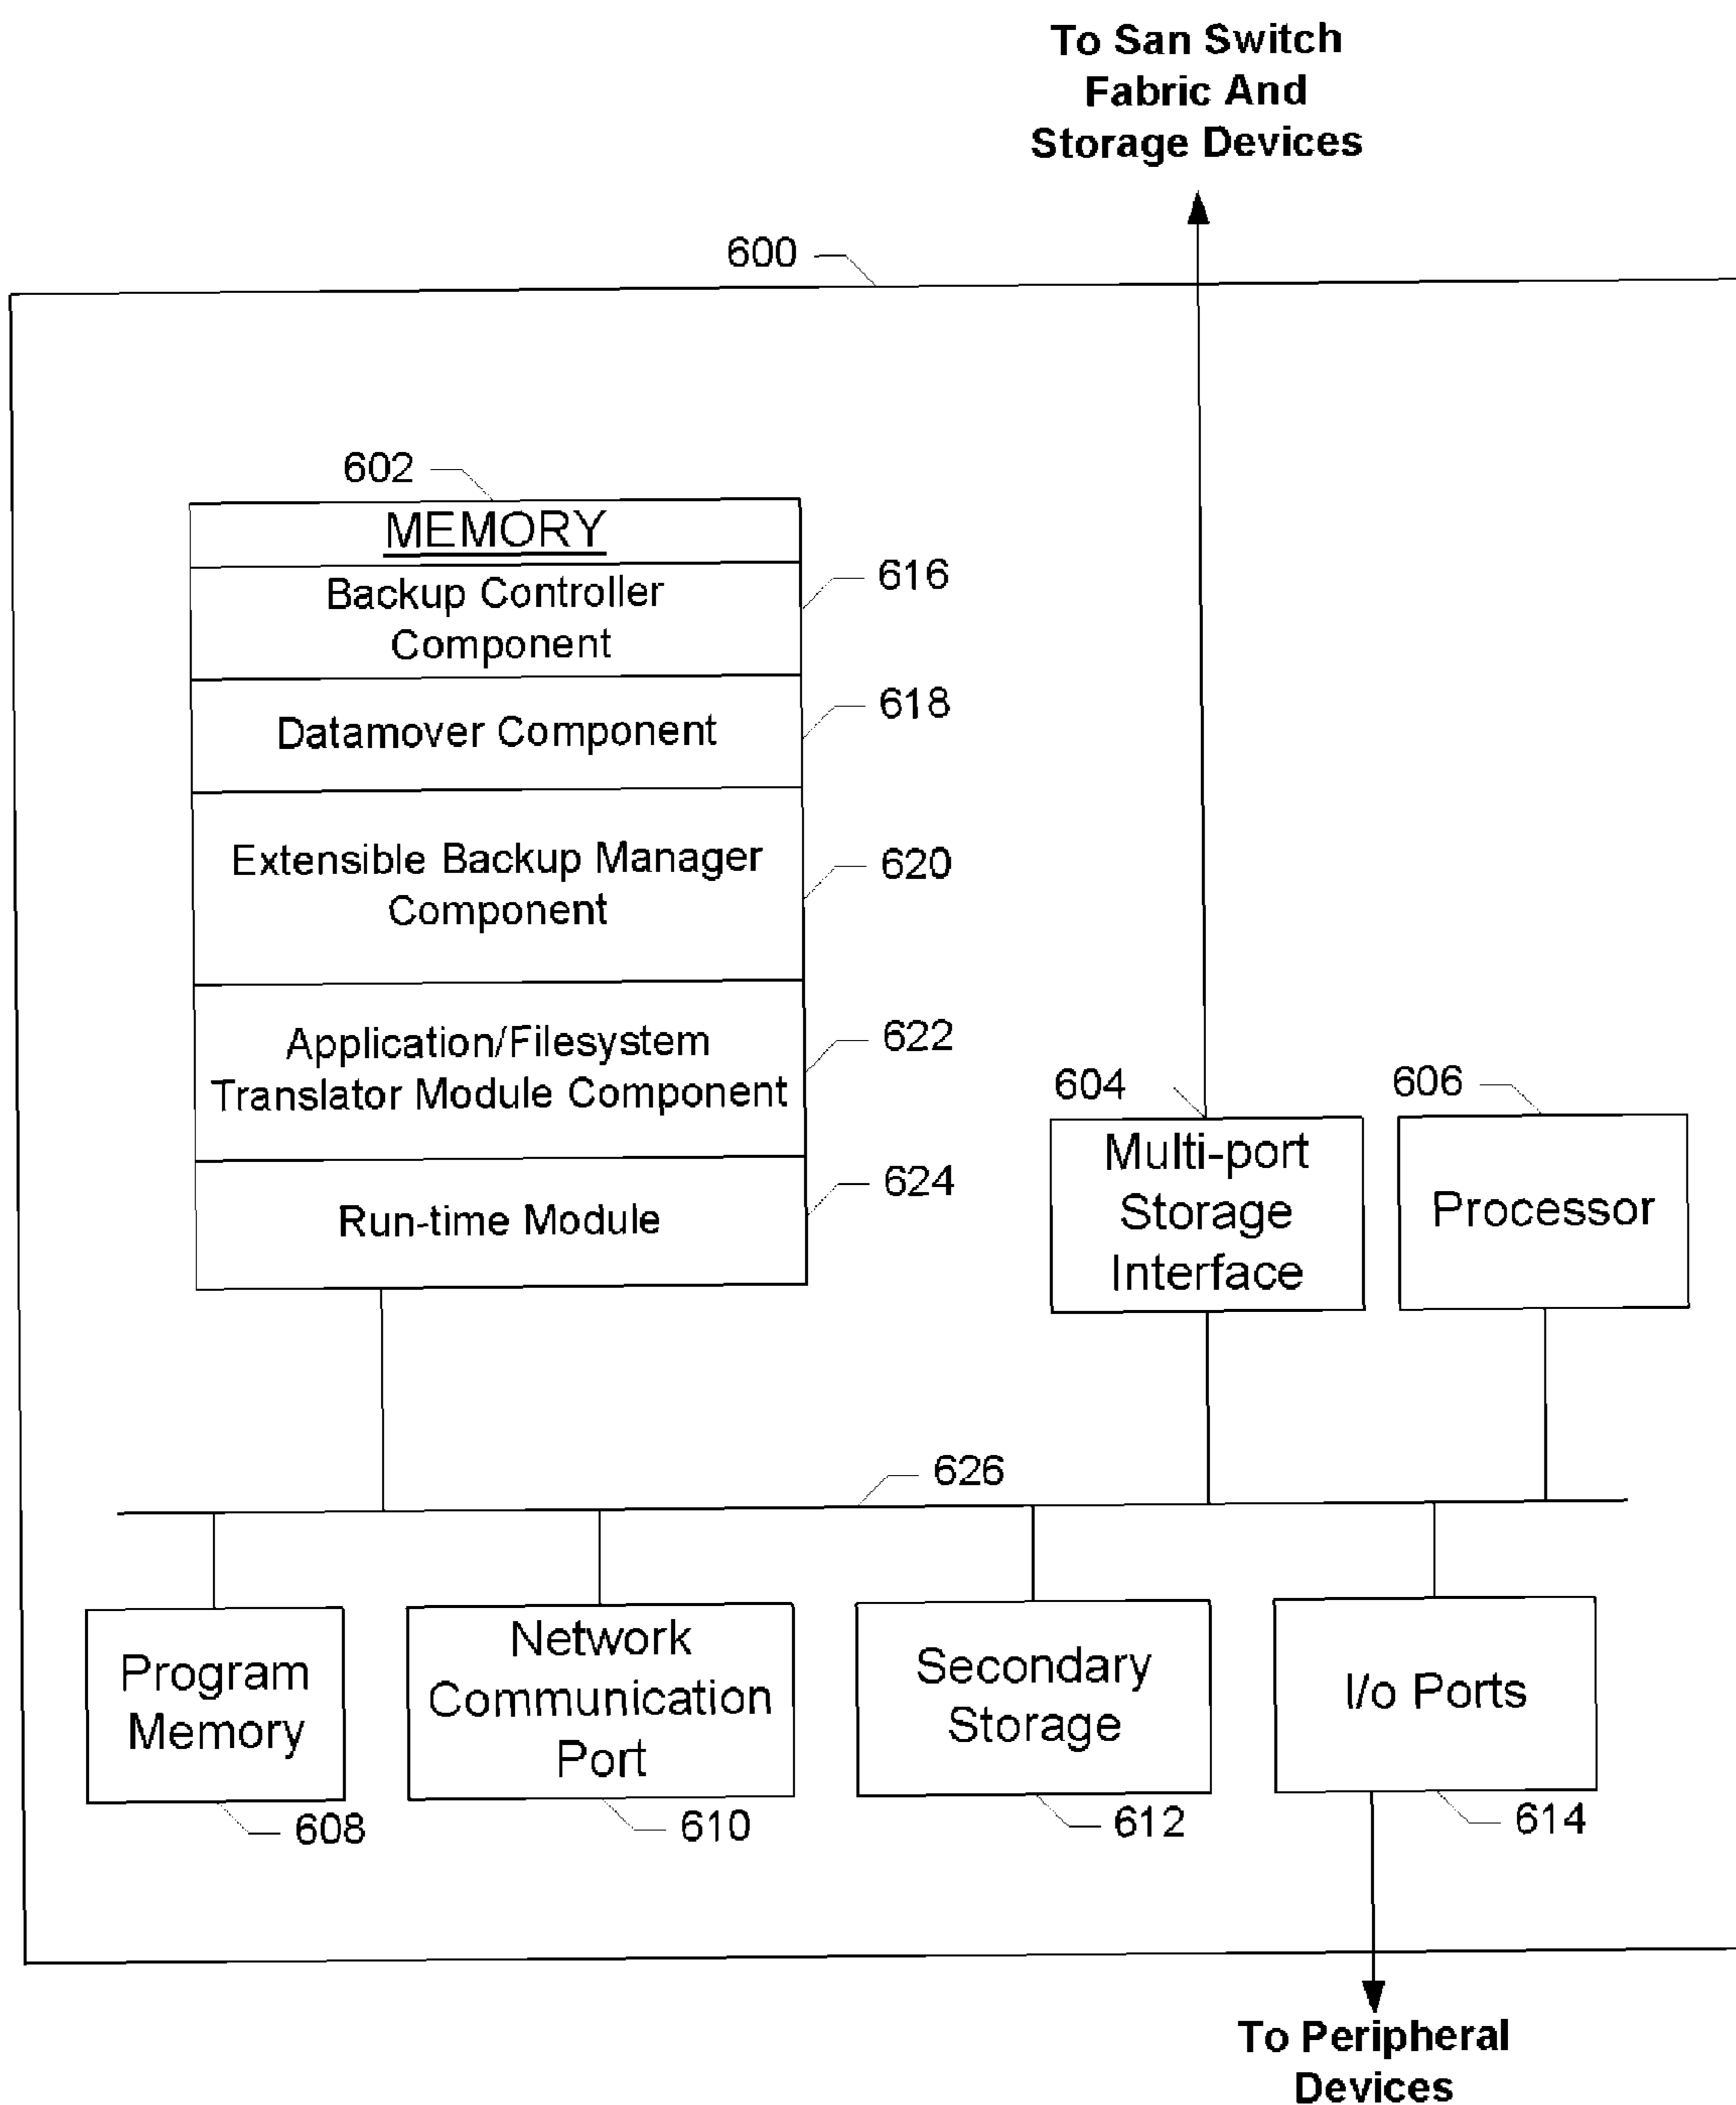 To San Switch
Fabric And
Storage Devices
600
602
MEMORY
Backup Controller
Component
616
Datamover Component
618
Extensible Backup Manager
Component
620
Application/Filesystem
Translator Module Component
622
Run-time Module
624
604
Multi-port
Storage
Interface
606
Processor
626
Program
Memory
608
Network
Communication
Port
610
Secondary
Storage
612
I/o Ports
614
To Peripheral
Devices